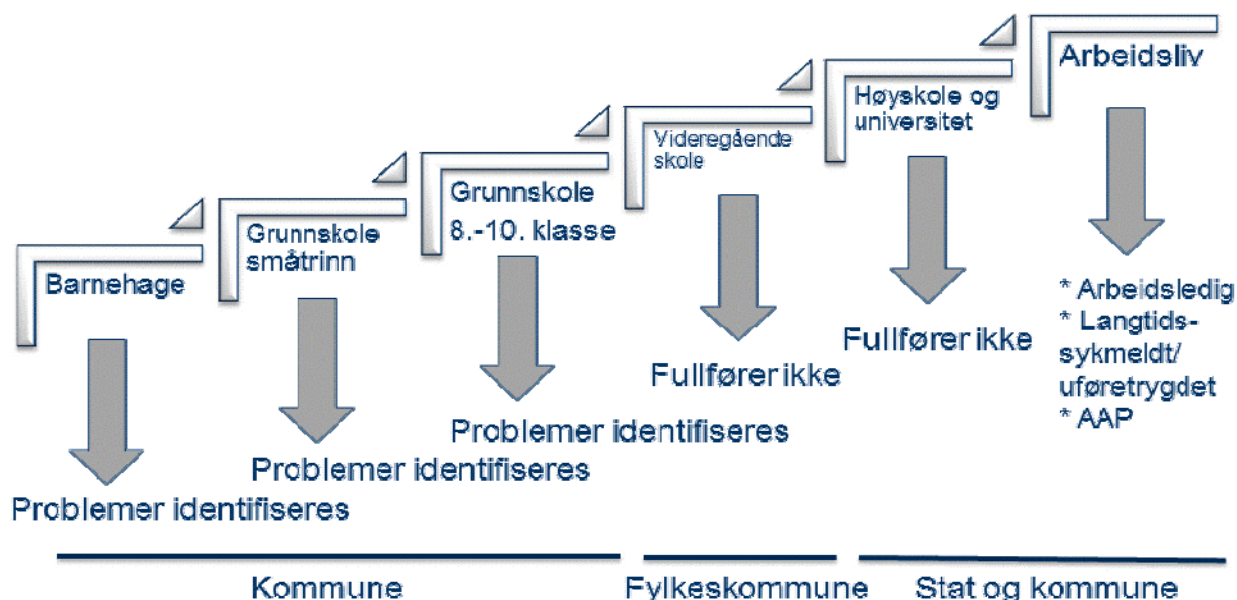 Barnehage
Problemer identifiseres
Grunnskole
småtrinn
Problemer identifiseres
Grunnskole
8.-10. klasse
Problemer identifiseres
Videregående
skole
Fullfører ikke
Høyskole og
universitet
Fullfører ikke
Arbeidsliv
* Arbeidsledig
* Langtids-
sykmeldt/
uføretrygdet
* AAP
Kommune
Fylkeskommune
Stat og kommune